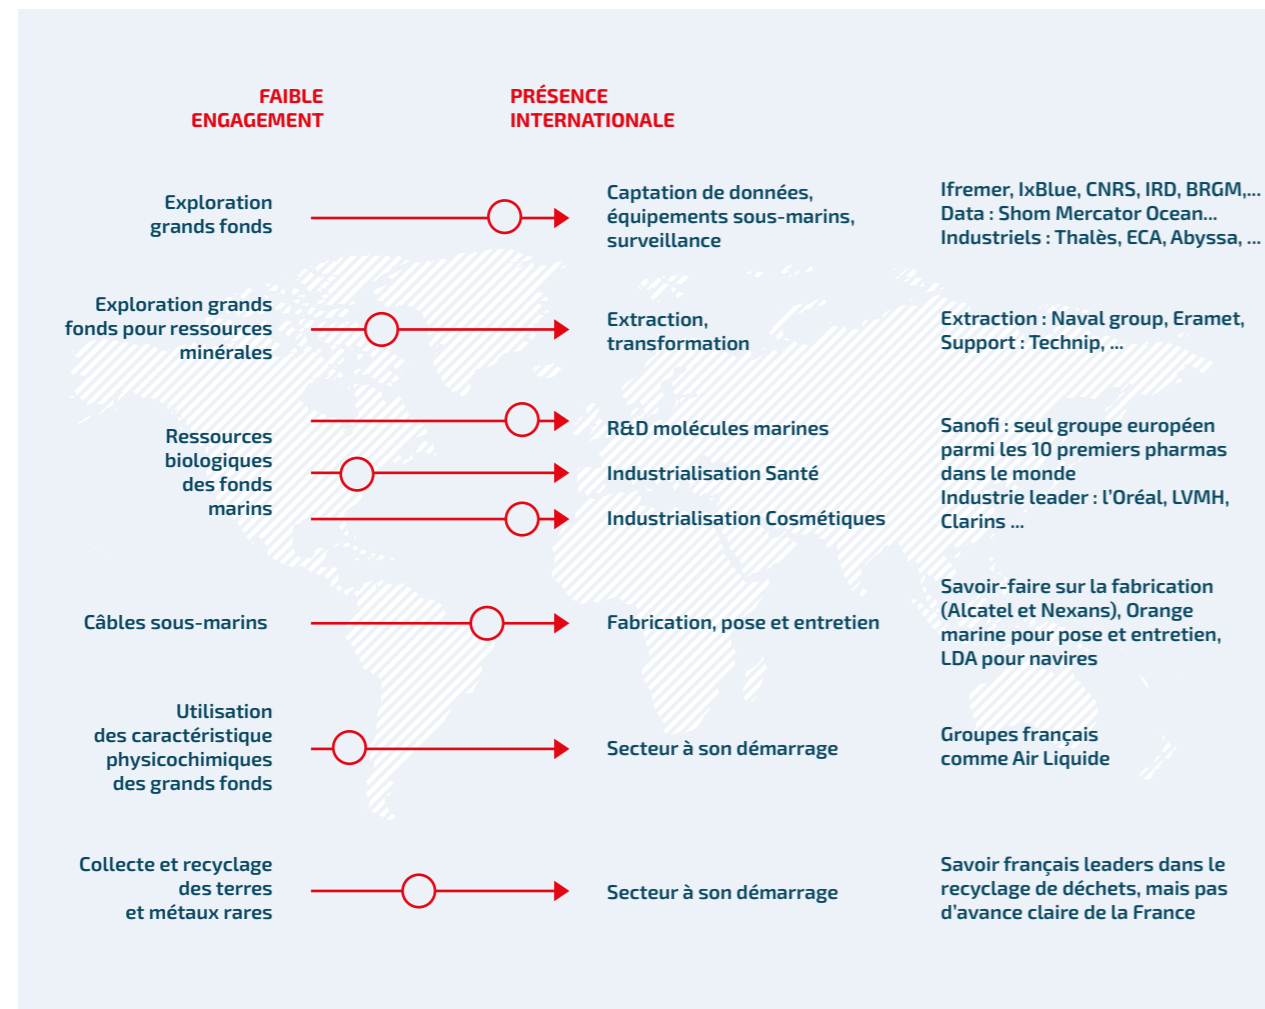 FAIBLE
ENGAGEMENT
PRÉSENCE
INTERNATIONALE
Exploration
grands fonds
Captation de données,
équipements sous-marins,
surveillance
Ifremer, IxBlue, CNRS, IRD, BRGM,...
Data : Shom Mercator Ocean...
Industriels : Thalès, ECA, Abyssa, ...
Exploration grands
fonds pour ressources
minérales
Extraction,
transformation
Extraction : Naval group, Eramet,
Support : Technip, ...
Ressources
biologiques
des fonds
marins
R&D molécules marines
Industrialisation Santé
Industrialisation Cosmétiques
Sanofi : seul groupe européen
parmi les 10 premiers pharmas
dans le monde
Industrie leader : l'Oréal, LVMH,
Clarins ...
Câbles sous-marins
Fabrication, pose et entretien
Savoir-faire sur la fabrication
(Alcatel et Nexans), Orange
marine pour pose et entretien,
LDA pour navires
Utilisation
des caractéristique
physicochimiques
des grands fonds
Secteur à son démarrage
Groupes français
comme Air Liquide
Collecte et recyclage
des terres
et métaux rares
Secteur à son démarrage
Savoir français leaders dans le
recyclage de déchets, mais pas
d'avance claire de la France